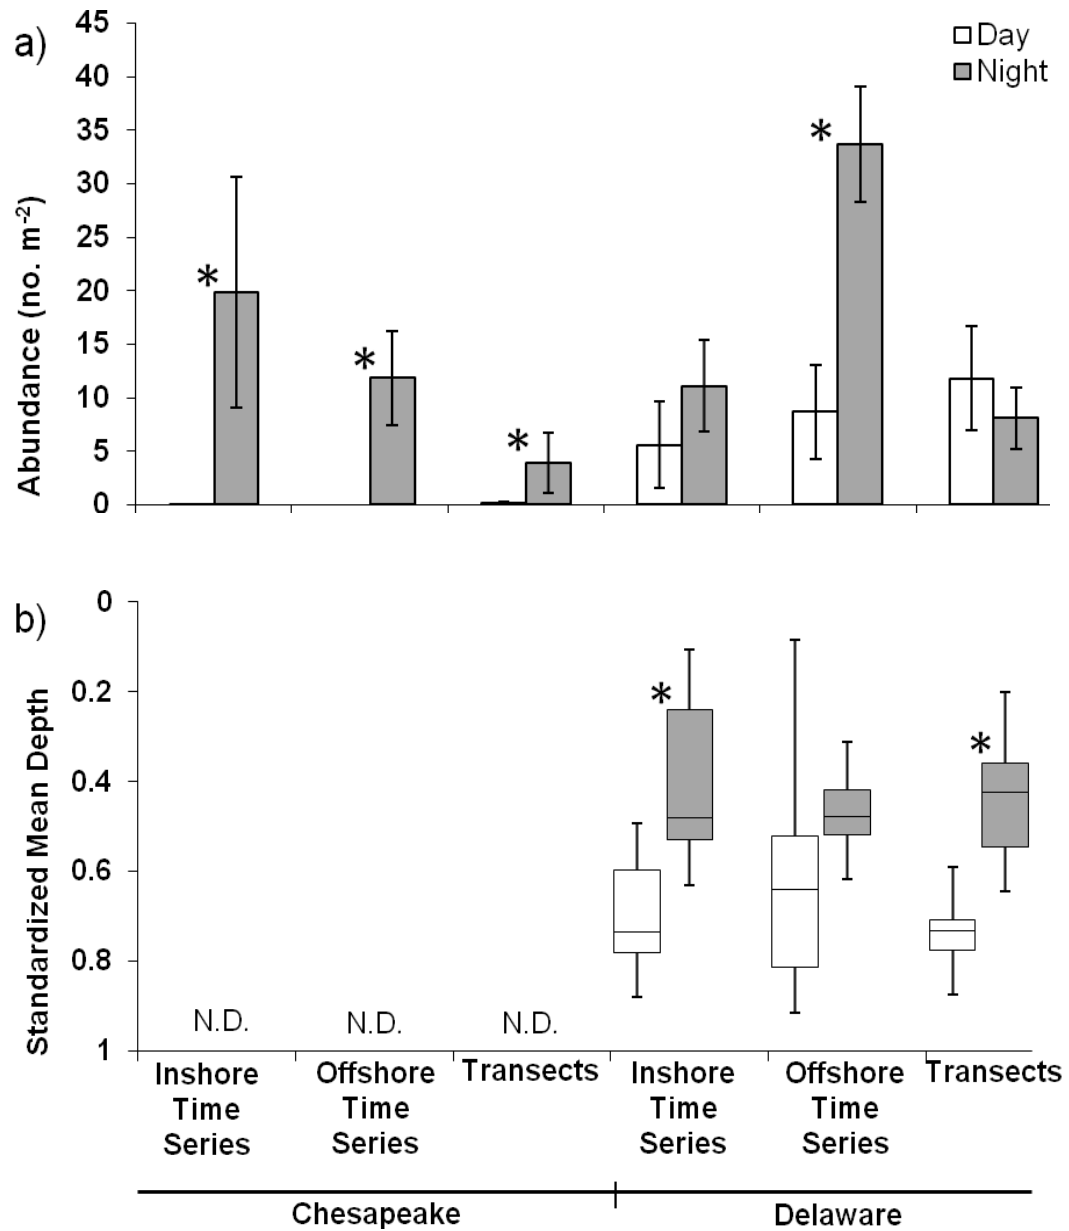 a)
Abundance (no. m⁻²)
45
40
35
30
25
20
15
10
5
0
Day
Night
*
*
*
*
b)
Standardized Mean Depth
0
0.2
0.4
0.6
0.8
1
*
*
N.D.
N.D.
N.D.
Inshore
Time
Series
Offshore
Time
Series
Transects
Inshore
Time
Series
Offshore
Time
Series
Transects
Chesapeake
Delaware